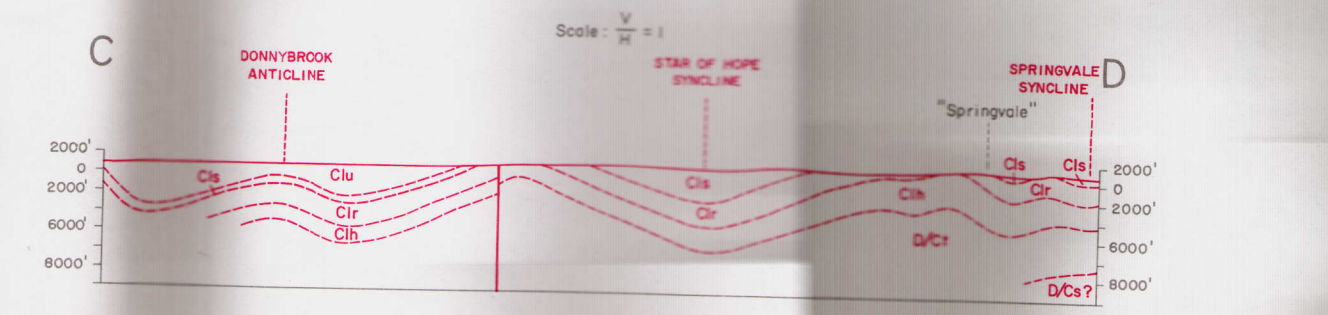 Scale: V/H = 1
C
DONNYBROOK
ANTICLINE
STAR OF HOPE
SYNCLINE
SPRINGVALE
SYNCLINE
D
"Springvale"
2000'
0
2000'
6000'
8000'
Cls
Clu
Clr
Clh
Cls
Clr
Clh
D/Ct
Cls
Cls
Clr
D/Cs?
2000'
0
2000'
6000'
8000'